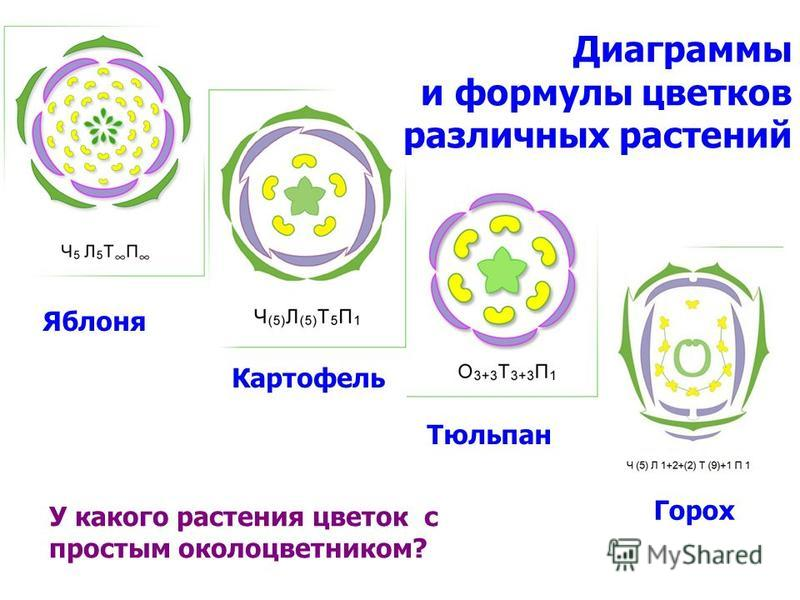 Диаграммы
и формулы цветков
различных растений
Ч₅ Л₅Т∞П∞
Яблоня
Ч₍₅₎Л₍₅₎Т₅П₁
Картофель
О₃₊₃Т₃₊₃П₁
Тюльпан
Ч (5) Л 1+2+(2) Т (9)+1 П 1
Горох
У какого растения цветок с
простым околоцветником?
MyShared